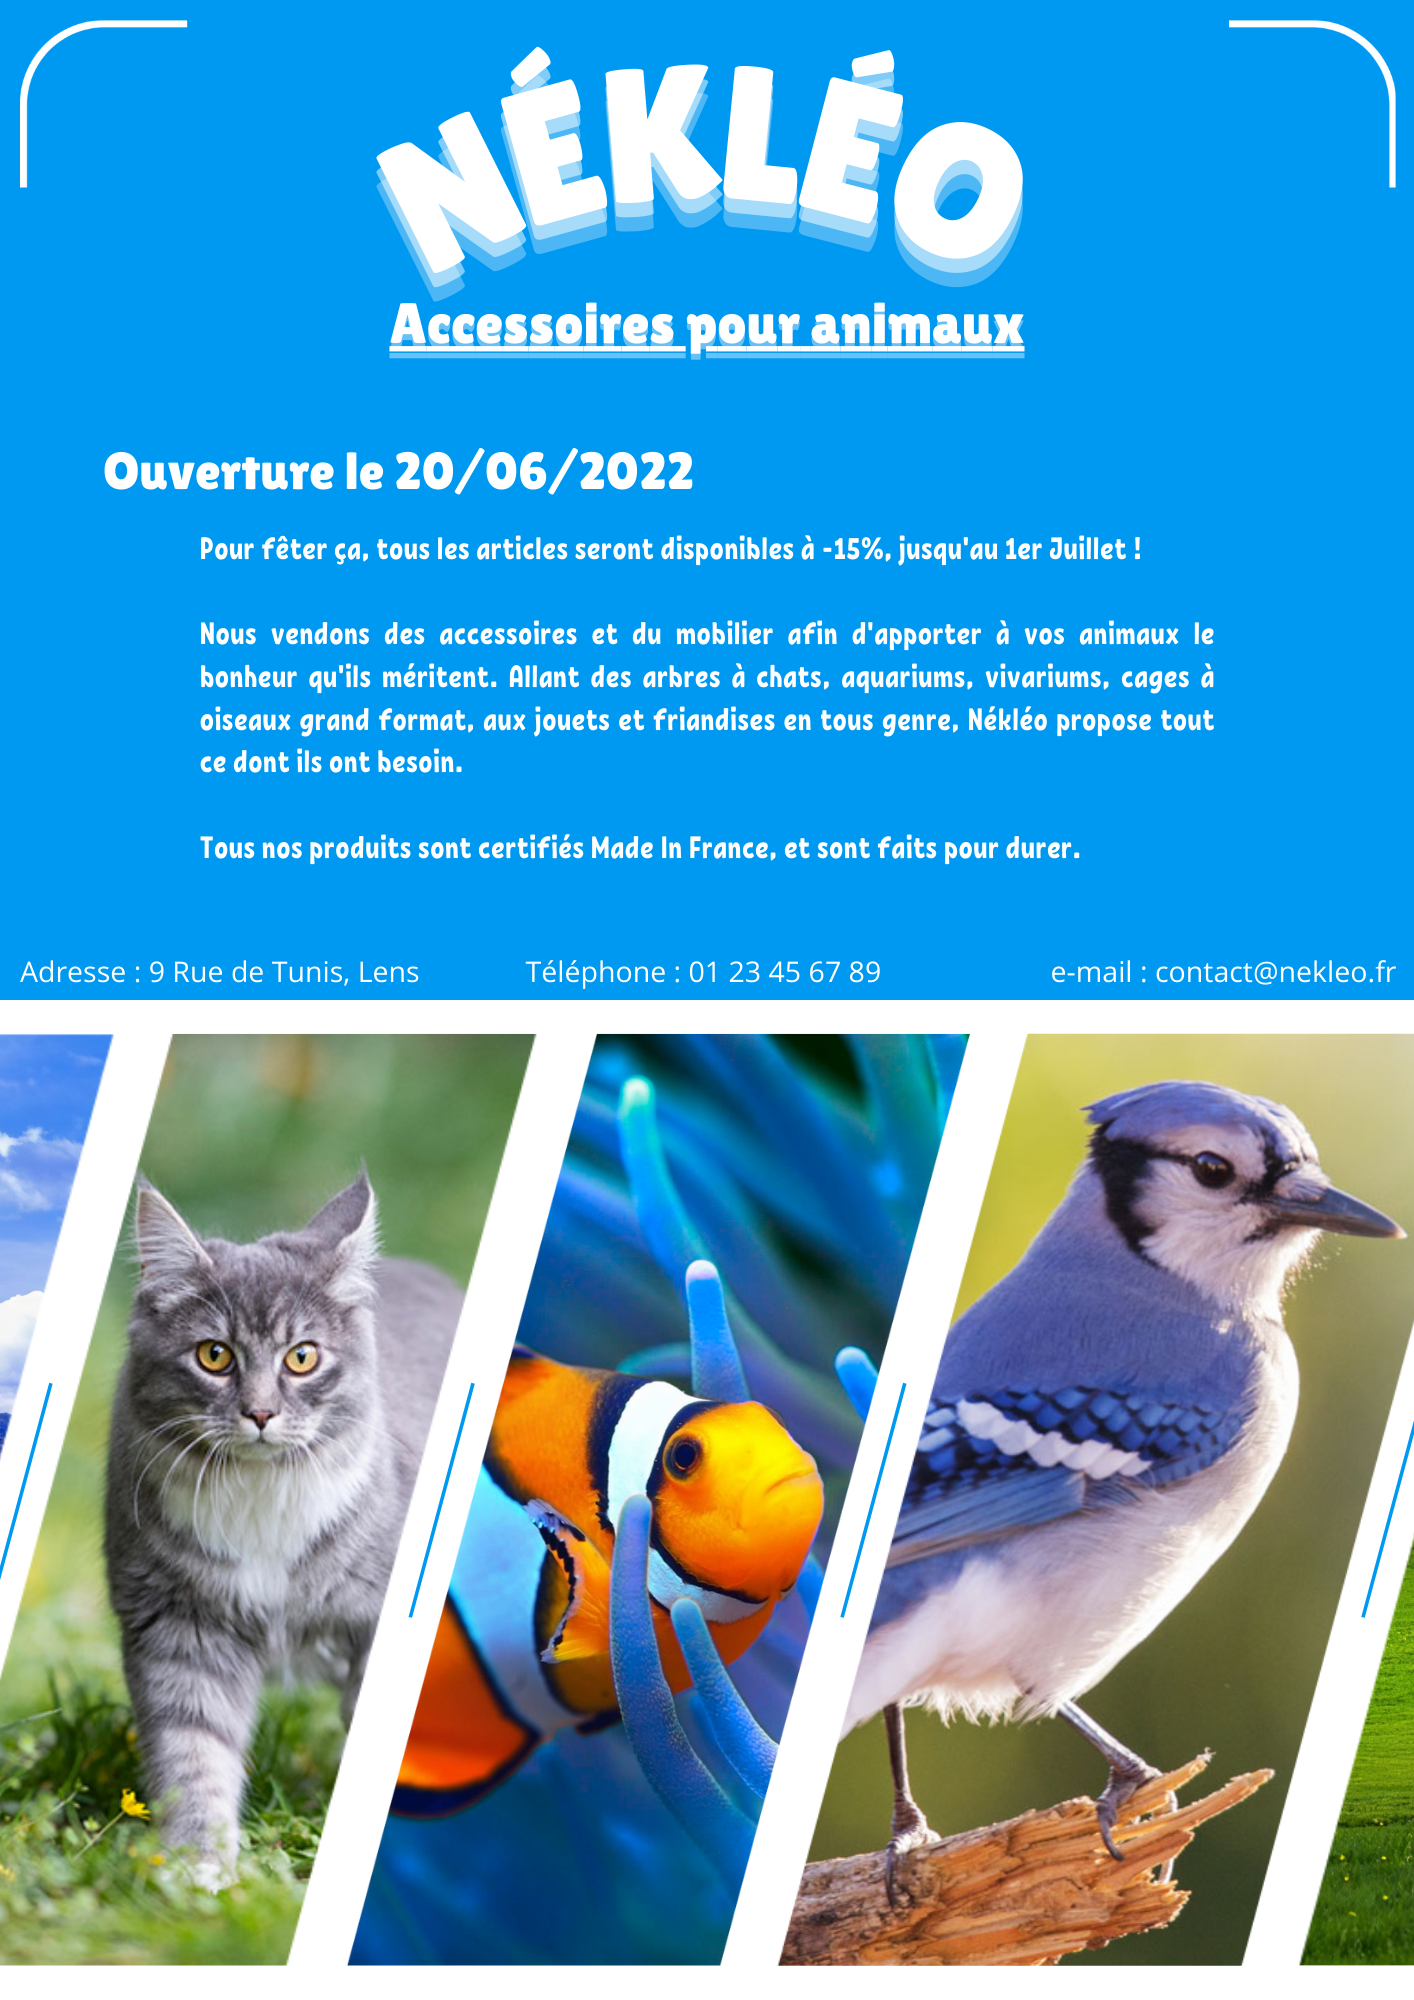 NÉKLÉO
Accessoires pour animaux
Ouverture le 20/06/2022
Pour fêter ça, tous les articles seront disponibles à -15%, jusqu'au 1er Juillet !
Nous vendons des accessoires et du mobilier afin d'apporter à vos animaux le
bonheur qu'ils méritent. Allant des arbres à chats, aquariums, vivariums, cages à
oiseaux grand format, aux jouets et friandises en tous genre, Nékléo propose tout
ce dont ils ont besoin.
Tous nos produits sont certifiés Made In France, et sont faits pour durer.
Adresse : 9 Rue de Tunis, Lens
Téléphone : 01 23 45 67 89
e-mail : contact@nekleo.fr